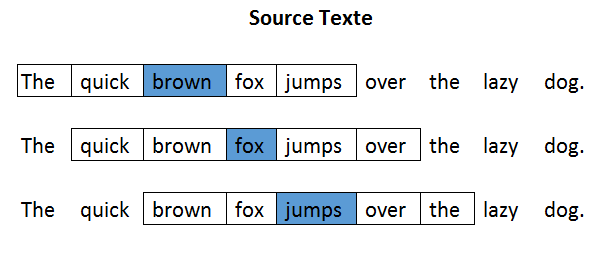 Source Texte
The quick brown fox jumps over the lazy dog.
The quick brown fox jumps over the lazy dog.
The quick brown fox jumps over the lazy dog.